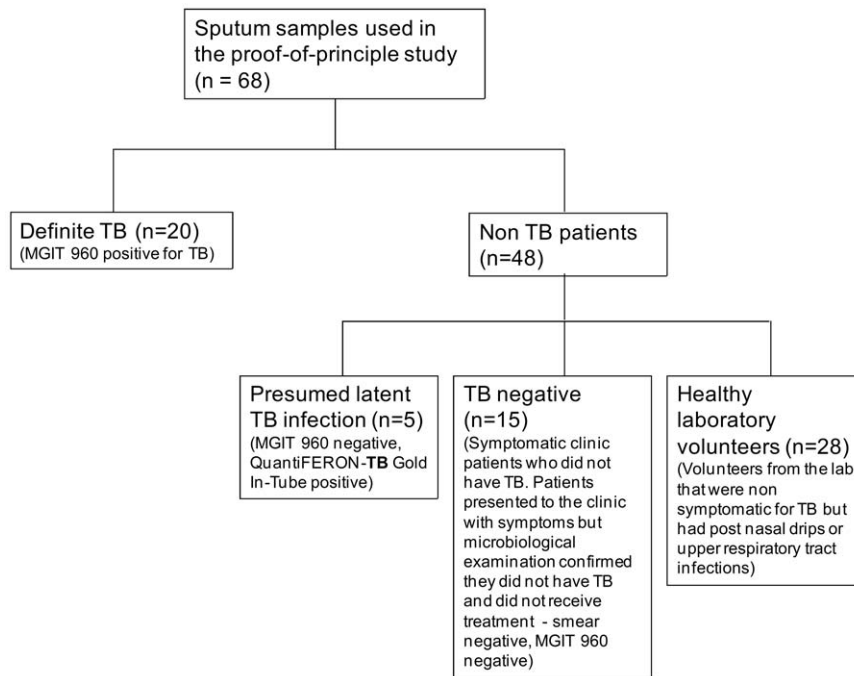 Sputum samples used in
the proof-of-principle study
(n = 68)
Definite TB (n=20)
(MGIT 960 positive for TB)
Non TB patients
(n=48)
Presumed latent
TB infection (n=5)
(MGIT 960 negative,
QuantiFERON-TB Gold
In-Tube positive)
TB negative
(n=15)
(Symptomatic clinic
patients who did not
have TB. Patients
presented to the clinic
with symptoms but
microbiological
examination confirmed
they did not have TB
and did not receive
treatment - smear
negative, MGIT 960
negative)
Healthy
laboratory
volunteers (n=28)
(Volunteers from the lab
that were non
symptomatic for TB but
had post nasal drips or
upper respiratory tract
infections)